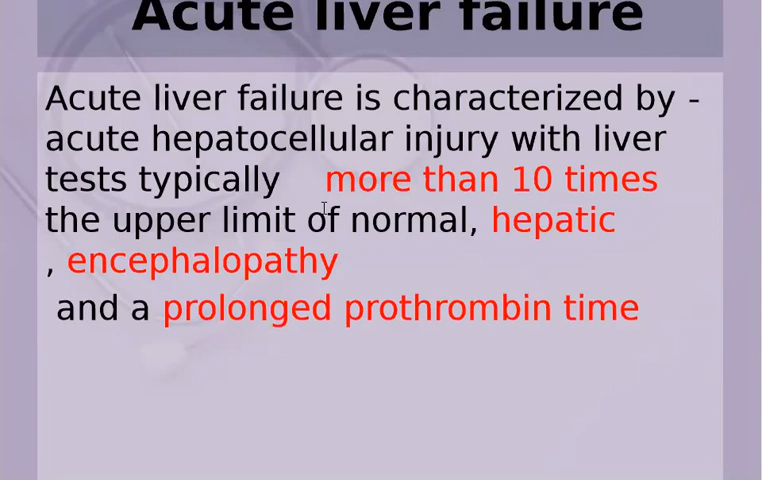 Acute liver failure
Acute liver failure is characterized by -
acute hepatocellular injury with liver
tests typically more than 10 times
the upper limit of normal, hepatic
, encephalopathy
and a prolonged prothrombin time